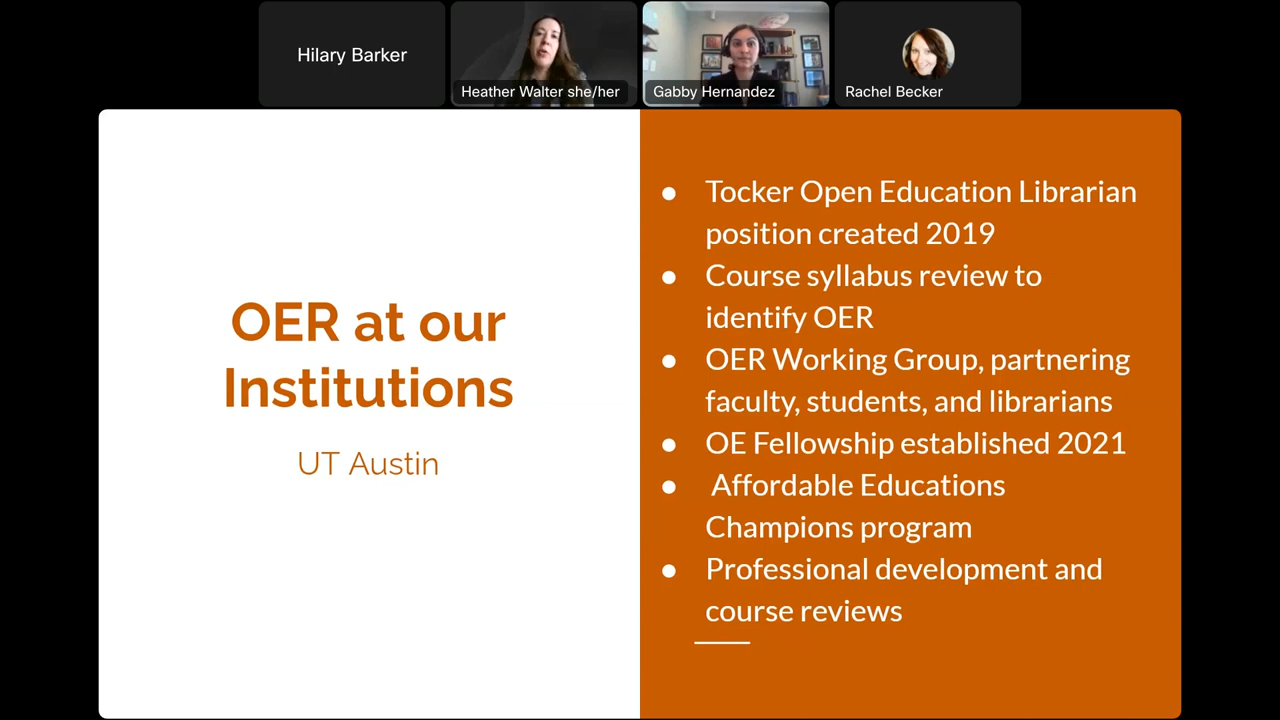 Hilary Barker
Heather Walter she/her
Gabby Hernandez
Rachel Becker
OER at our
Institutions
UT Austin
● Tocker Open Education Librarian
position created 2019
● Course syllabus review to
identify OER
● OER Working Group, partnering
faculty, students, and librarians
● OE Fellowship established 2021
● Affordable Educations
Champions program
● Professional development and
course reviews